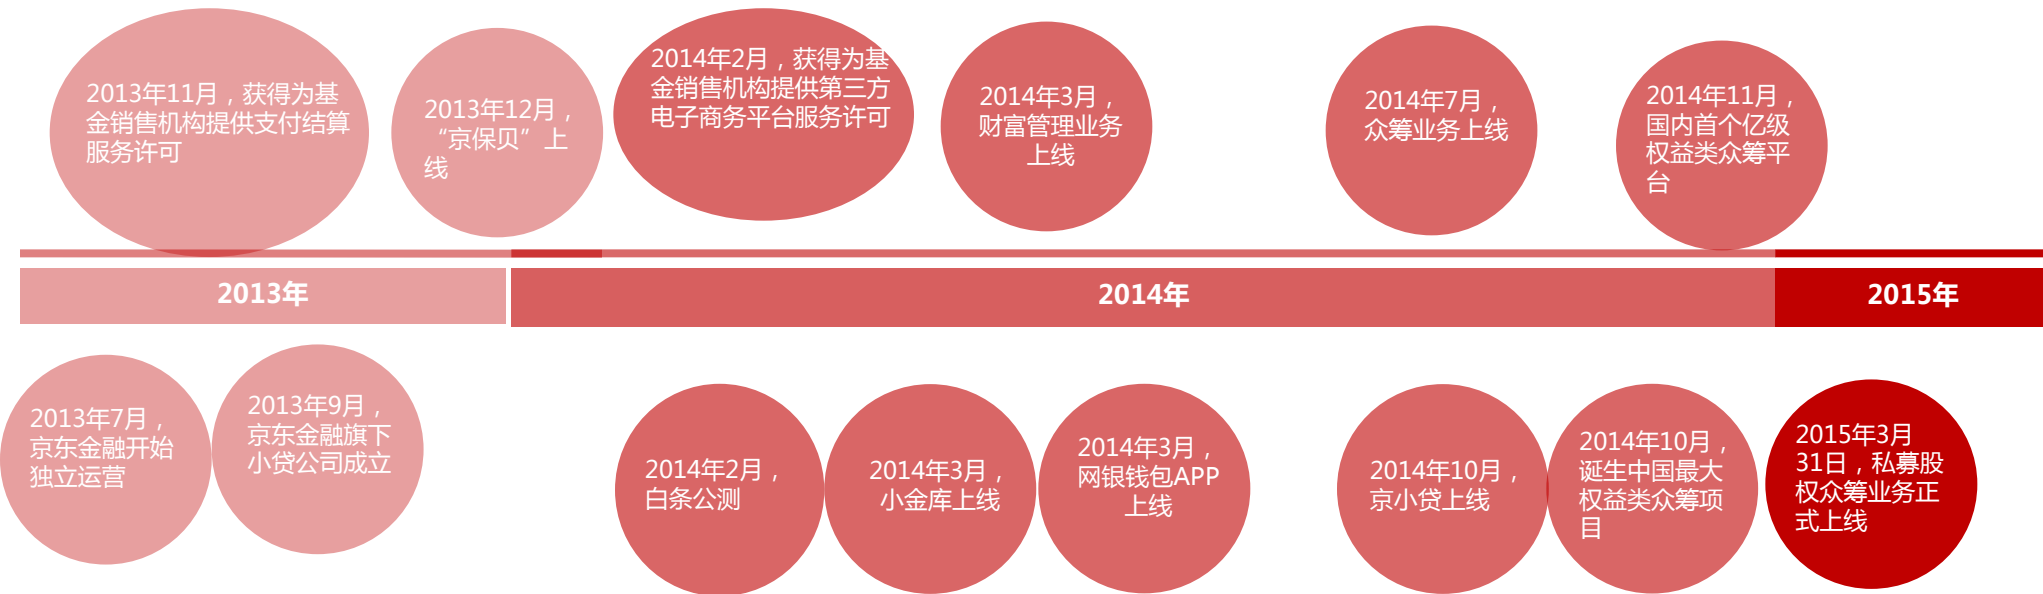 2013年11月，获得为基
金销售机构提供支付结算
服务许可
2013年12月，
“京保贝”上
线
2014年2月，获得为基
金销售机构提供第三方
电子商务平台服务许可
2014年3月，
财富管理业务
上线
2014年7月，
众筹业务上线
2014年11月，
国内首个亿级
权益类众筹平
台
2013年
2014年
2015年
2013年7月，
京东金融开始
独立运营
2013年9月，
京东金融旗下
小贷公司成立
2014年2月，
白条公测
2014年3月，
小金库上线
2014年3月，
网银钱包APP
上线
2014年10月，
京小贷上线
2014年10月，
诞生中国最大
权益类众筹项
目
2015年3月
31日，私募股
权众筹业务正
式上线